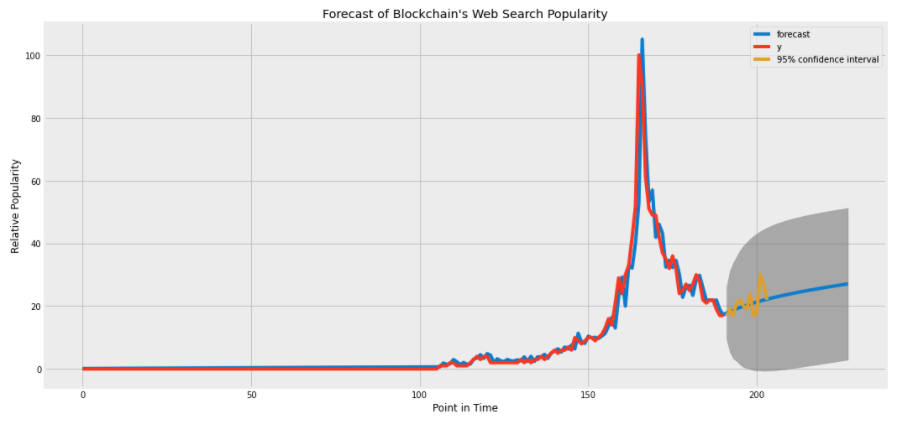 Forecast of Blockchain's Web Search Popularity
forecast
y
95% confidence interval
100
80
60
40
20
0
Relative Popularity
0 50 100 150 200
Point in Time